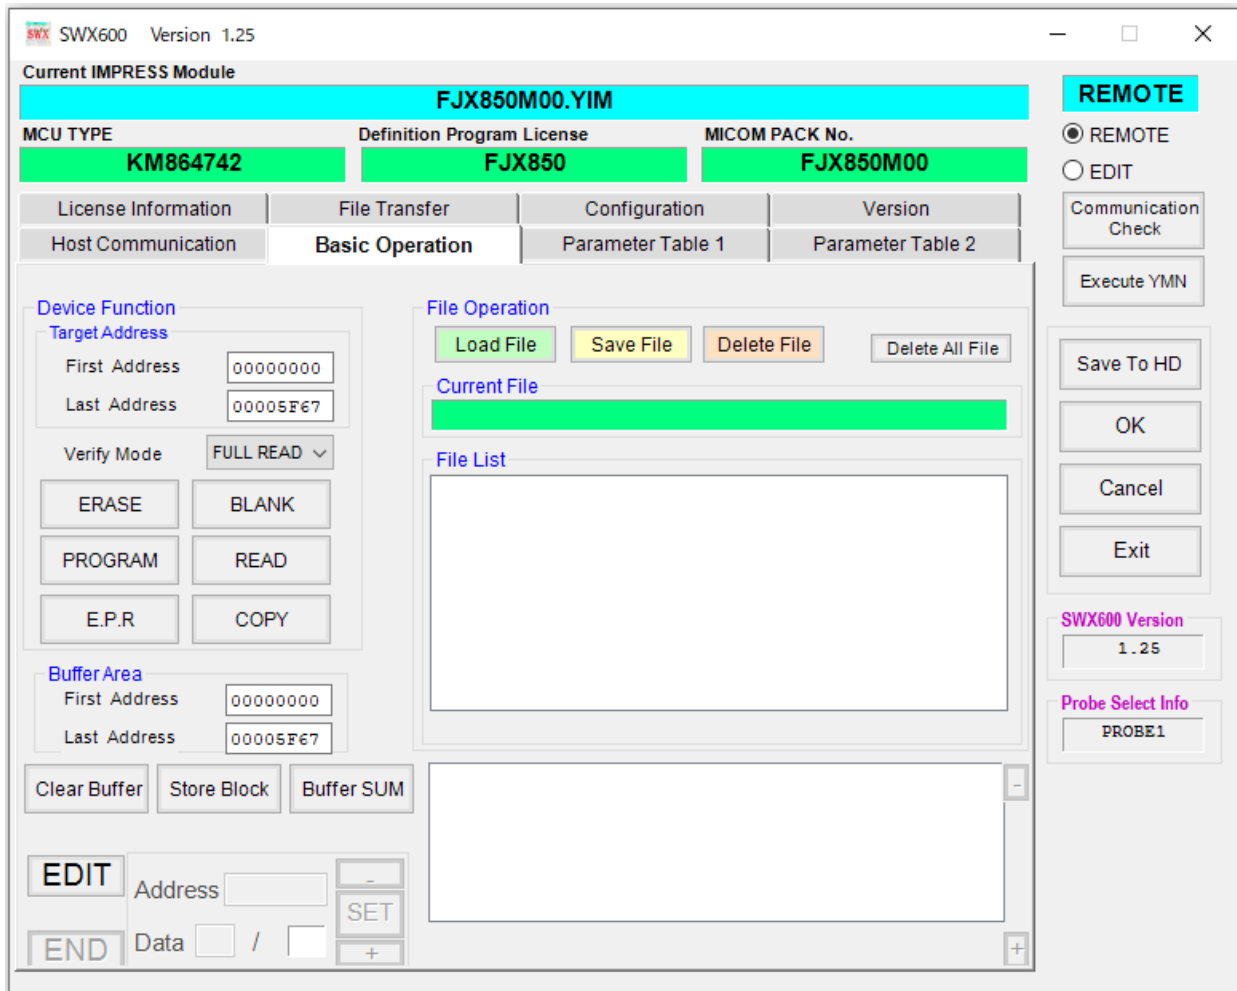 SWX SWX600 Version 1.25
Current IMPRESS Module
FJX850M00.YIM
REMOTE
MCU TYPE Definition Program License MICOM PACK No.
KM864742 FJX850 FJX850M00
REMOTE
EDIT
License Information File Transfer Configuration Version
Host Communication Basic Operation Parameter Table 1 Parameter Table 2
Communication
Check
Execute YMN
Device Function
Target Address
First Address 00000000
Last Address 00005F67
Verify Mode FULL READ
ERASE BLANK
PROGRAM READ
E.P.R COPY
Buffer Area
First Address 00000000
Last Address 00005F67
Clear Buffer Store Block Buffer SUM
EDIT
Address -
SET
Data / +
END
File Operation
Load File Save File Delete File Delete All File
Current File
File List
-
+
Save To HD
OK
Cancel
Exit
SWX600 Version
1.25
Probe Select Info
PROBE1